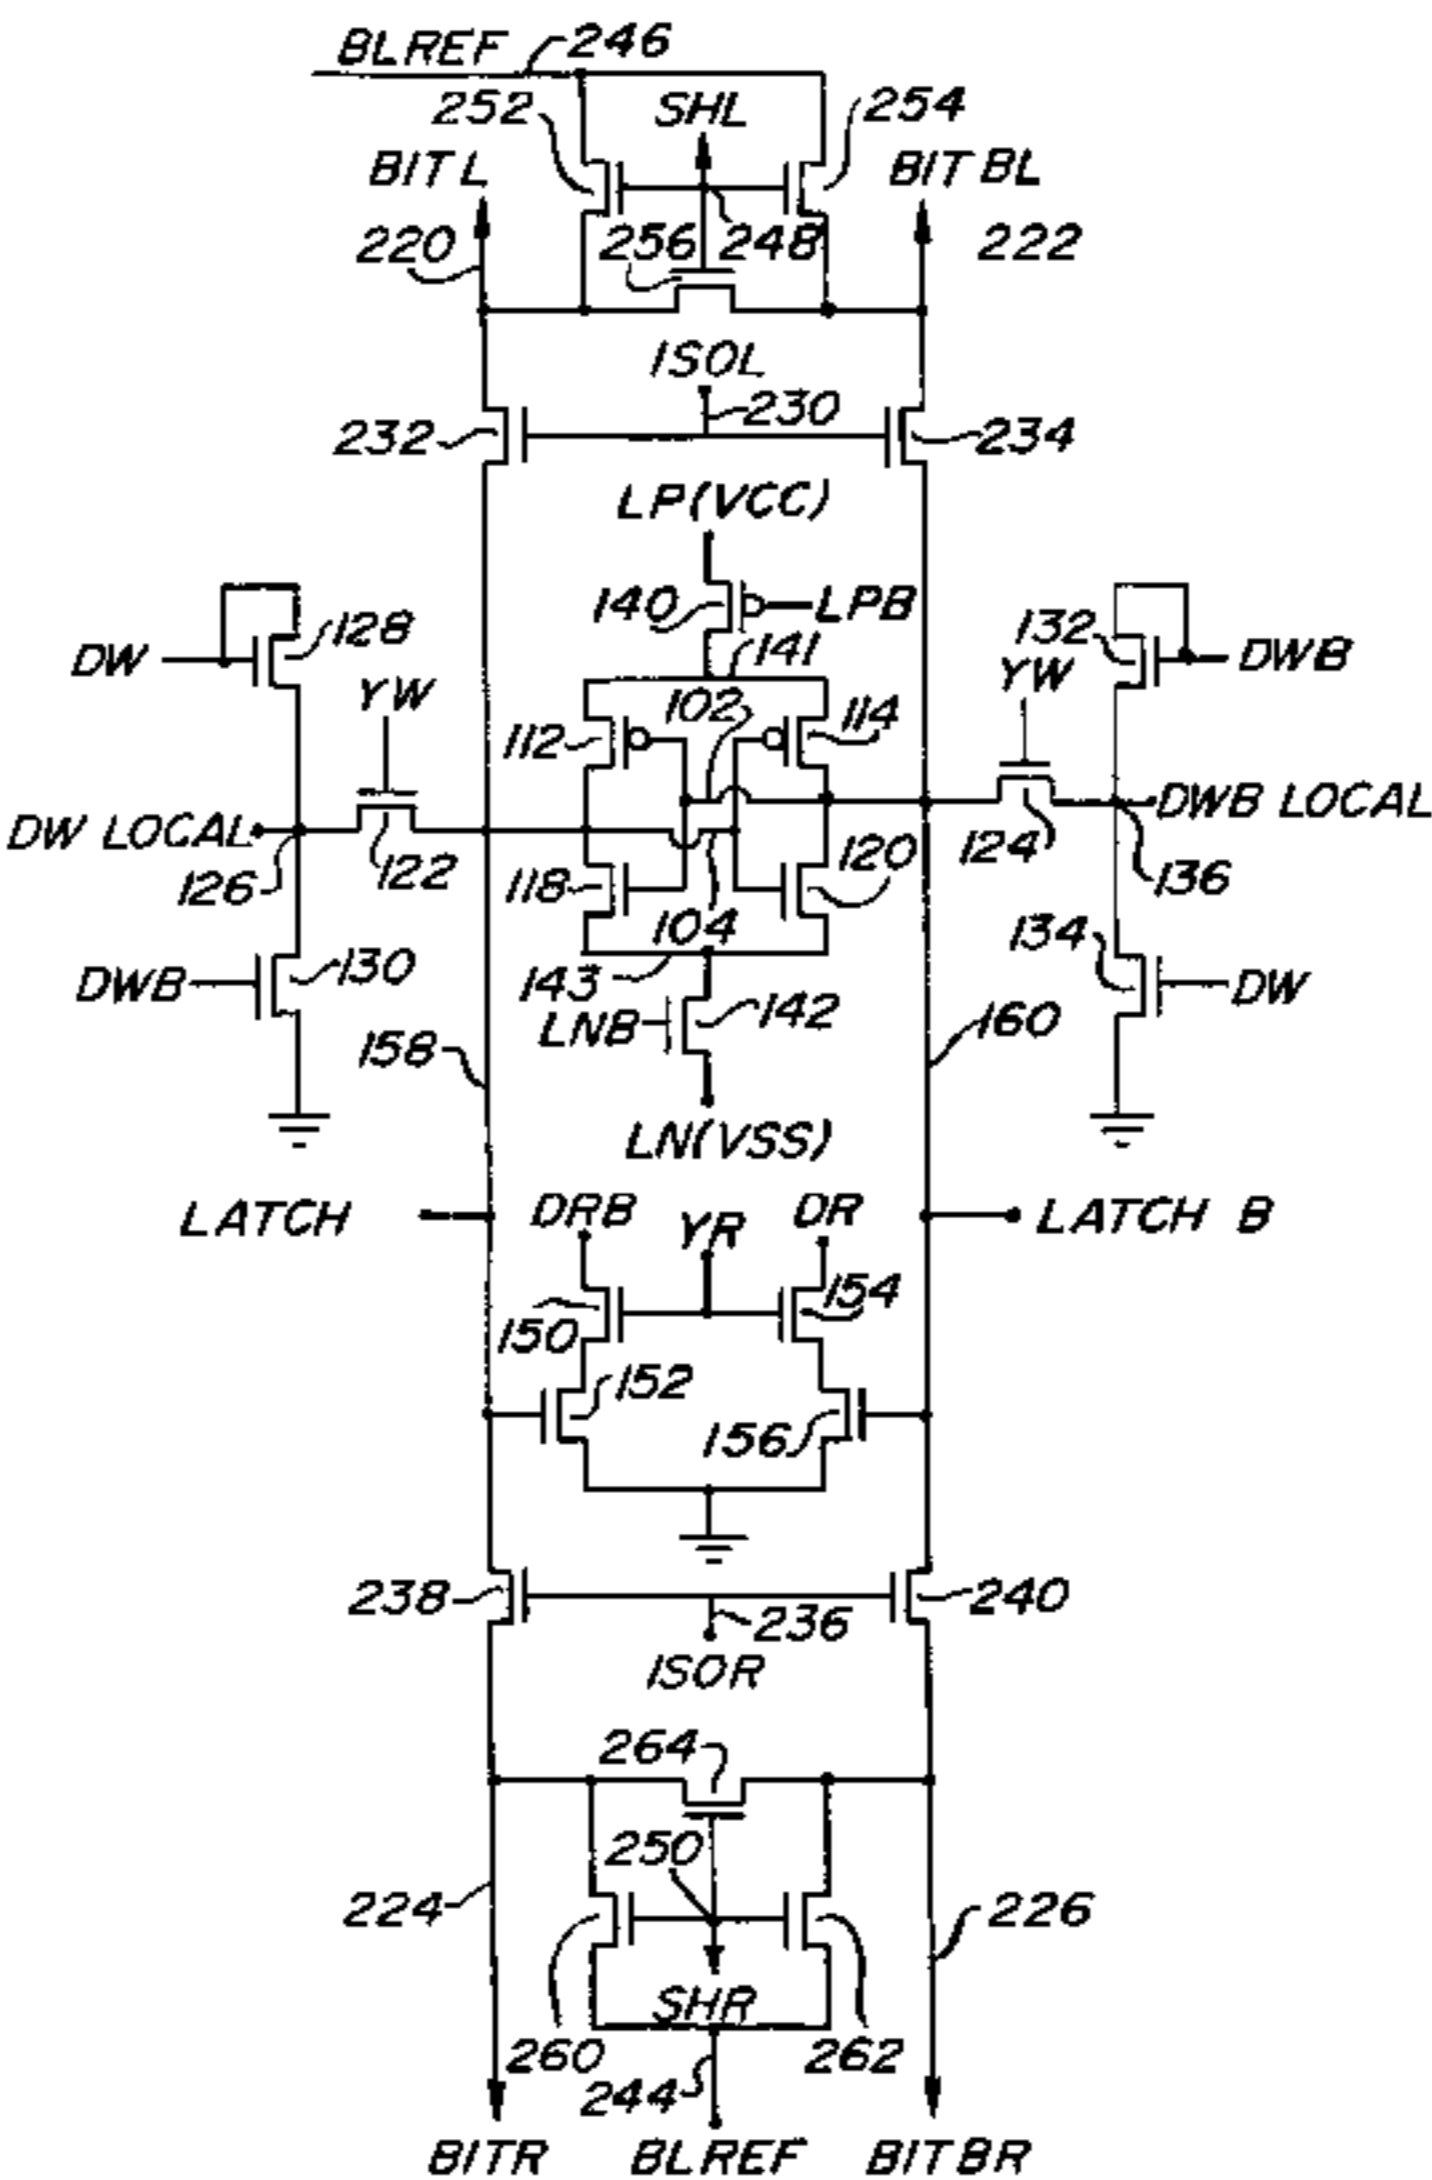 BLREF 246
252 SHL 254
BIT L BIT BL
220 256 248 222
ISOL
230
232 234
LP(VCC)
140 LPB
128 132
DW 141 DWB
YW 102 114 YW
112
DW LOCAL DWB LOCAL
126 122 118 120 124 136
104
DWB 130 143 134 DW
LNB 142
158 160
LN(VSS)
LATCH DRB YR DR LATCH B
154
150
152
156
238 240
236
ISOR
264
250
224 226
SHR
260 262
244
BITR BLREF BITBR